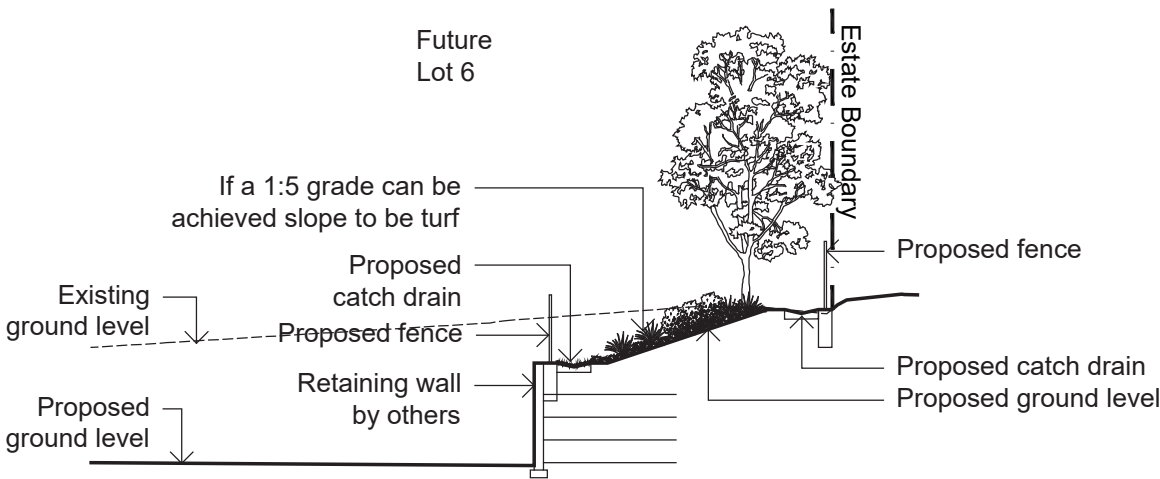 Future
Lot 6
Estate Boundary
If a 1:5 grade can be
achieved slope to be turf
Proposed
catch drain
Proposed fence
Existing
ground level
Proposed fence
Retaining wall
by others
Proposed catch drain
Proposed ground level
Proposed
ground level